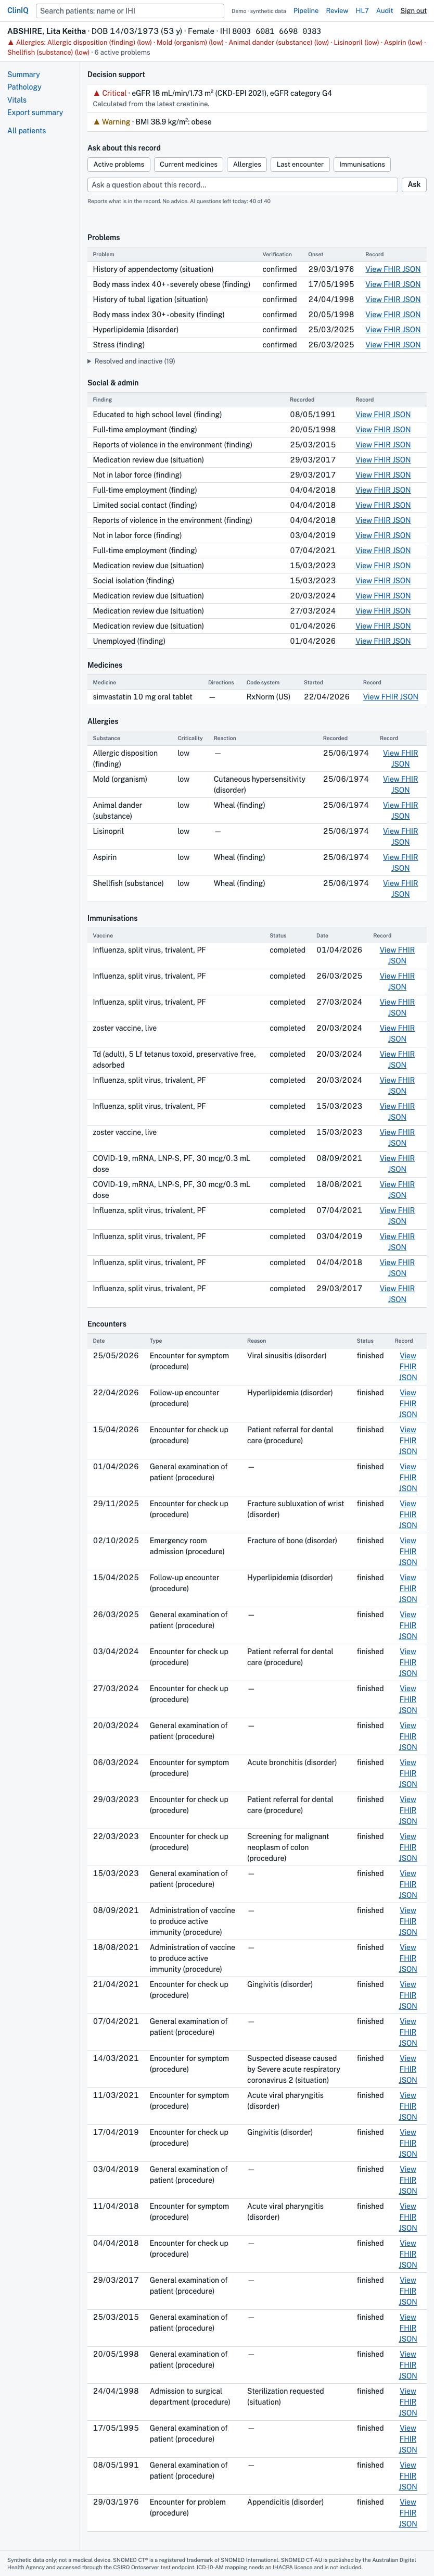 ClinIQ Search patients: name or IHI Demo · synthetic data Pipeline Review HL7 Audit Sign out
ABSHIRE, Lita Keitha · DOB 14/03/1973 (53 y) · Female · IHI 8003 6081 6698 0383
▲ Allergies: Allergic disposition (finding) (low) · Mold (organism) (low) · Animal dander (substance) (low) · Lisinopril (low) · Aspirin (low) ·
Shellfish (substance) (low) · 6 active problems
Summary
Pathology
Vitals
Export summary
All patients
Decision support
▲ Critical · eGFR 18 mL/min/1.73 m² (CKD-EPI 2021), eGFR category G4
Calculated from the latest creatinine.
▲ Warning · BMI 38.9 kg/m²: obese
Ask about this record
Active problems Current medicines Allergies Last encounter Immunisations
Ask a question about this record... Ask
Reports what is in the record. No advice. AI questions left today: 40 of 40
Problems
Problem Verification Onset Record
History of appendectomy (situation) confirmed 29/03/1976 View FHIR JSON
Body mass index 40+ - severely obese (finding) confirmed 17/05/1995 View FHIR JSON
History of tubal ligation (situation) confirmed 24/04/1998 View FHIR JSON
Body mass index 30+ - obesity (finding) confirmed 20/05/1998 View FHIR JSON
Hyperlipidemia (disorder) confirmed 25/03/2025 View FHIR JSON
Stress (finding) confirmed 26/03/2025 View FHIR JSON
▶ Resolved and inactive (19)
Social & admin
Finding Recorded Record
Educated to high school level (finding) 08/05/1991 View FHIR JSON
Full-time employment (finding) 20/05/1998 View FHIR JSON
Reports of violence in the environment (finding) 25/03/2015 View FHIR JSON
Medication review due (situation) 29/03/2017 View FHIR JSON
Not in labor force (finding) 29/03/2017 View FHIR JSON
Full-time employment (finding) 04/04/2018 View FHIR JSON
Limited social contact (finding) 04/04/2018 View FHIR JSON
Reports of violence in the environment (finding) 04/04/2018 View FHIR JSON
Not in labor force (finding) 03/04/2019 View FHIR JSON
Full-time employment (finding) 07/04/2021 View FHIR JSON
Medication review due (situation) 15/03/2023 View FHIR JSON
Social isolation (finding) 15/03/2023 View FHIR JSON
Medication review due (situation) 20/03/2024 View FHIR JSON
Medication review due (situation) 27/03/2024 View FHIR JSON
Medication review due (situation) 01/04/2026 View FHIR JSON
Unemployed (finding) 01/04/2026 View FHIR JSON
Medicines
Medicine Directions Code system Started Record
simvastatin 10 mg oral tablet — RxNorm (US) 22/04/2026 View FHIR JSON
Allergies
Substance Criticality Reaction Recorded Record
Allergic disposition low — 25/06/1974 View FHIR
(finding) JSON
Mold (organism) low Cutaneous hypersensitivity 25/06/1974 View FHIR
(disorder) JSON
Animal dander low Wheal (finding) 25/06/1974 View FHIR
(substance) JSON
Lisinopril low — 25/06/1974 View FHIR
JSON
Aspirin low Wheal (finding) 25/06/1974 View FHIR
JSON
Shellfish (substance) low Wheal (finding) 25/06/1974 View FHIR
JSON
Immunisations
Vaccine Status Date Record
Influenza, split virus, trivalent, PF completed 01/04/2026 View FHIR
JSON
Influenza, split virus, trivalent, PF completed 26/03/2025 View FHIR
JSON
Influenza, split virus, trivalent, PF completed 27/03/2024 View FHIR
JSON
zoster vaccine, live completed 20/03/2024 View FHIR
JSON
Td (adult), 5 Lf tetanus toxoid, preservative free, completed 20/03/2024 View FHIR
adsorbed JSON
Influenza, split virus, trivalent, PF completed 20/03/2024 View FHIR
JSON
Influenza, split virus, trivalent, PF completed 15/03/2023 View FHIR
JSON
zoster vaccine, live completed 15/03/2023 View FHIR
JSON
COVID-19, mRNA, LNP-S, PF, 30 mcg/0.3 mL completed 08/09/2021 View FHIR
dose JSON
COVID-19, mRNA, LNP-S, PF, 30 mcg/0.3 mL completed 18/08/2021 View FHIR
dose JSON
Influenza, split virus, trivalent, PF completed 07/04/2021 View FHIR
JSON
Influenza, split virus, trivalent, PF completed 03/04/2019 View FHIR
JSON
Influenza, split virus, trivalent, PF completed 04/04/2018 View FHIR
JSON
Influenza, split virus, trivalent, PF completed 29/03/2017 View FHIR
JSON
Encounters
Date Type Reason Status Record
25/05/2026 Encounter for symptom Viral sinusitis (disorder) finished View
(procedure) FHIR
JSON
22/04/2026 Follow-up encounter Hyperlipidemia (disorder) finished View
(procedure) FHIR
JSON
15/04/2026 Encounter for check up Patient referral for dental finished View
(procedure) care (procedure) FHIR
JSON
01/04/2026 General examination of — finished View
patient (procedure) FHIR
JSON
29/11/2025 Encounter for check up Fracture subluxation of wrist finished View
(procedure) (disorder) FHIR
JSON
02/10/2025 Emergency room Fracture of bone (disorder) finished View
admission (procedure) FHIR
JSON
15/04/2025 Follow-up encounter Hyperlipidemia (disorder) finished View
(procedure) FHIR
JSON
26/03/2025 General examination of — finished View
patient (procedure) FHIR
JSON
03/04/2024 Encounter for check up Patient referral for dental finished View
(procedure) care (procedure) FHIR
JSON
27/03/2024 Encounter for check up — finished View
(procedure) FHIR
JSON
20/03/2024 General examination of — finished View
patient (procedure) FHIR
JSON
06/03/2024 Encounter for symptom Acute bronchitis (disorder) finished View
(procedure) FHIR
JSON
29/03/2023 Encounter for check up Patient referral for dental finished View
(procedure) care (procedure) FHIR
JSON
22/03/2023 Encounter for check up Screening for malignant finished View
(procedure) neoplasm of colon FHIR
(procedure) JSON
15/03/2023 General examination of — finished View
patient (procedure) FHIR
JSON
08/09/2021 Administration of vaccine — finished View
to produce active FHIR
immunity (procedure) JSON
18/08/2021 Administration of vaccine — finished View
to produce active FHIR
immunity (procedure) JSON
21/04/2021 Encounter for check up Gingivitis (disorder) finished View
(procedure) FHIR
JSON
07/04/2021 General examination of — finished View
patient (procedure) FHIR
JSON
14/03/2021 Encounter for symptom Suspected disease caused finished View
(procedure) by Severe acute respiratory FHIR
coronavirus 2 (situation) JSON
11/03/2021 Encounter for symptom Acute viral pharyngitis finished View
(procedure) (disorder) FHIR
JSON
17/04/2019 Encounter for check up Gingivitis (disorder) finished View
(procedure) FHIR
JSON
03/04/2019 General examination of — finished View
patient (procedure) FHIR
JSON
11/04/2018 Encounter for symptom Acute viral pharyngitis finished View
(procedure) (disorder) FHIR
JSON
04/04/2018 Encounter for check up — finished View
(procedure) FHIR
JSON
29/03/2017 General examination of — finished View
patient (procedure) FHIR
JSON
25/03/2015 General examination of — finished View
patient (procedure) FHIR
JSON
20/05/1998 General examination of — finished View
patient (procedure) FHIR
JSON
24/04/1998 Admission to surgical Sterilization requested finished View
department (procedure) (situation) FHIR
JSON
17/05/1995 General examination of — finished View
patient (procedure) FHIR
JSON
08/05/1991 General examination of — finished View
patient (procedure) FHIR
JSON
29/03/1976 Encounter for problem Appendicitis (disorder) finished View
(procedure) FHIR
JSON
Synthetic data only; not a medical device. SNOMED CT® is a registered trademark of SNOMED International. SNOMED CT-AU is published by the Australian Digital
Health Agency and accessed through the CSIRO Ontoserver test endpoint. ICD-10-AM mapping needs an IHACPA licence and is not included.